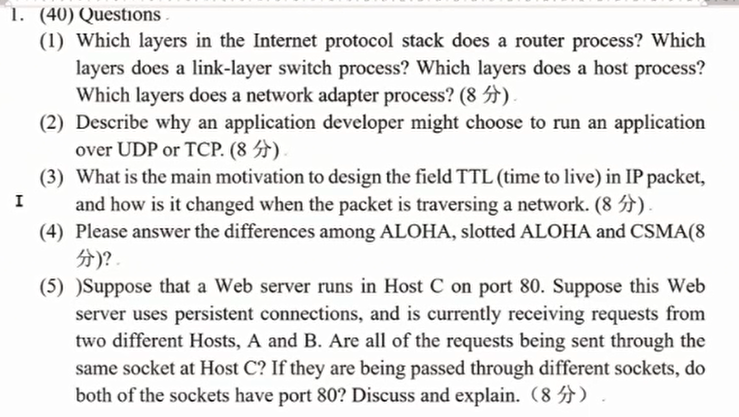 1. (40) Questions
(1) Which layers in the Internet protocol stack does a router process? Which
layers does a link-layer switch process? Which layers does a host process?
Which layers does a network adapter process? (8 分)
(2) Describe why an application developer might choose to run an application
over UDP or TCP. (8 分)
(3) What is the main motivation to design the field TTL (time to live) in IP packet,
and how is it changed when the packet is traversing a network. (8 分)
(4) Please answer the differences among ALOHA, slotted ALOHA and CSMA(8
分)?
(5) )Suppose that a Web server runs in Host C on port 80. Suppose this Web
server uses persistent connections, and is currently receiving requests from
two different Hosts, A and B. Are all of the requests being sent through the
same socket at Host C? If they are being passed through different sockets, do
both of the sockets have port 80? Discuss and explain.（8 分）